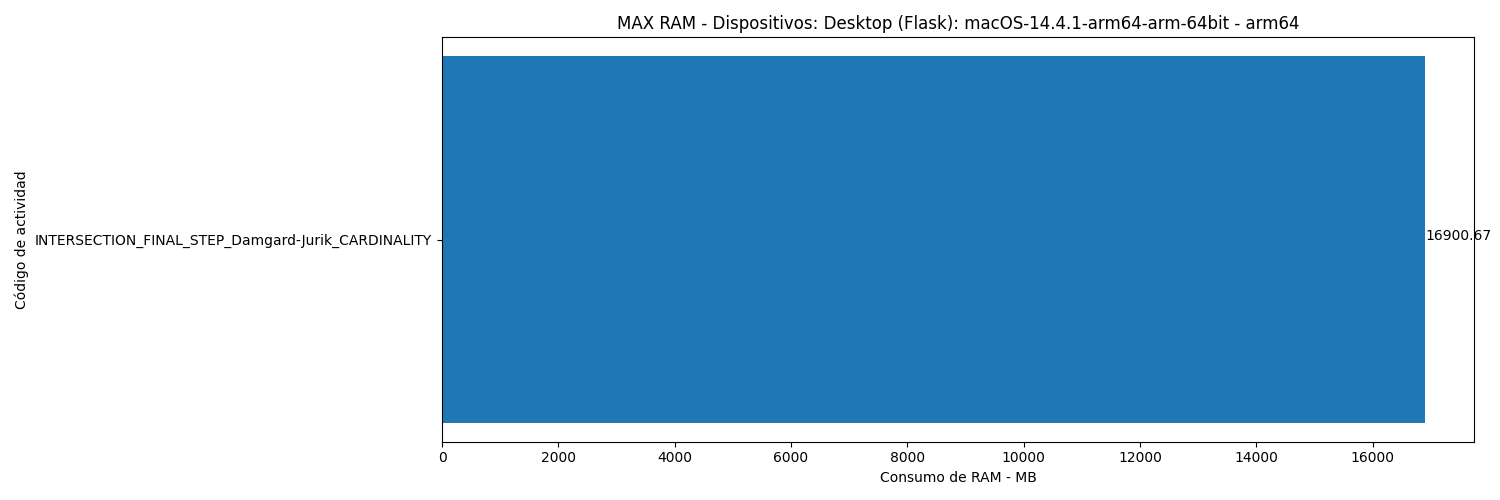 MAX RAM - Dispositivos: Desktop (Flask): macOS-14.4.1-arm64-arm-64bit - arm64
Código de actividad
INTERSECTION_FINAL_STEP_Damgard-Jurik_CARDINALITY
16900.67
0 2000 4000 6000 8000 10000 12000 14000 16000
Consumo de RAM - MB